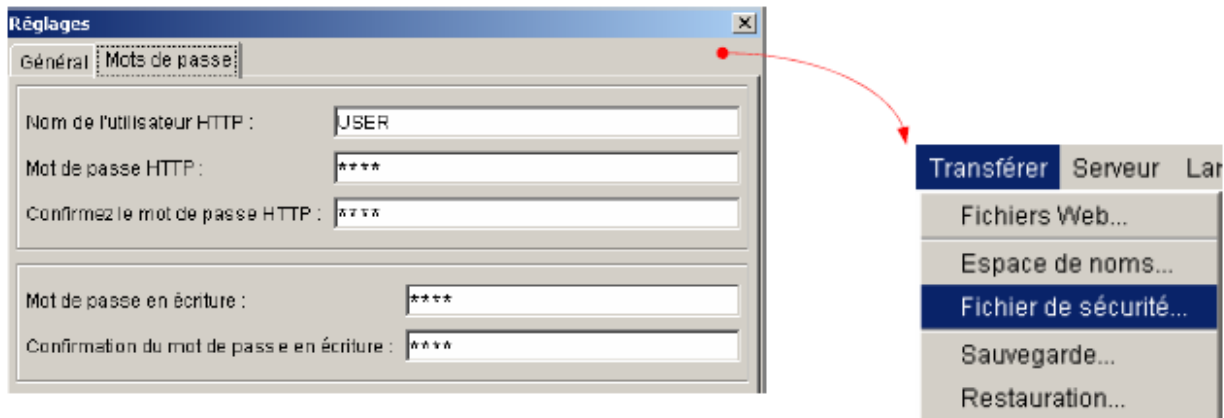 Réglages
Général Mots de passe
Nom de l'utilisateur HTTP : USER
Mot de passe HTTP : ****
Confirmez le mot de passe HTTP : ****
Mot de passe en écriture : ****
Confirmation du mot de passe en écriture : ****
Transférer Serveur Lar
Fichiers Web...
Espace de noms...
Fichier de sécurité...
Sauvegarde...
Restauration...